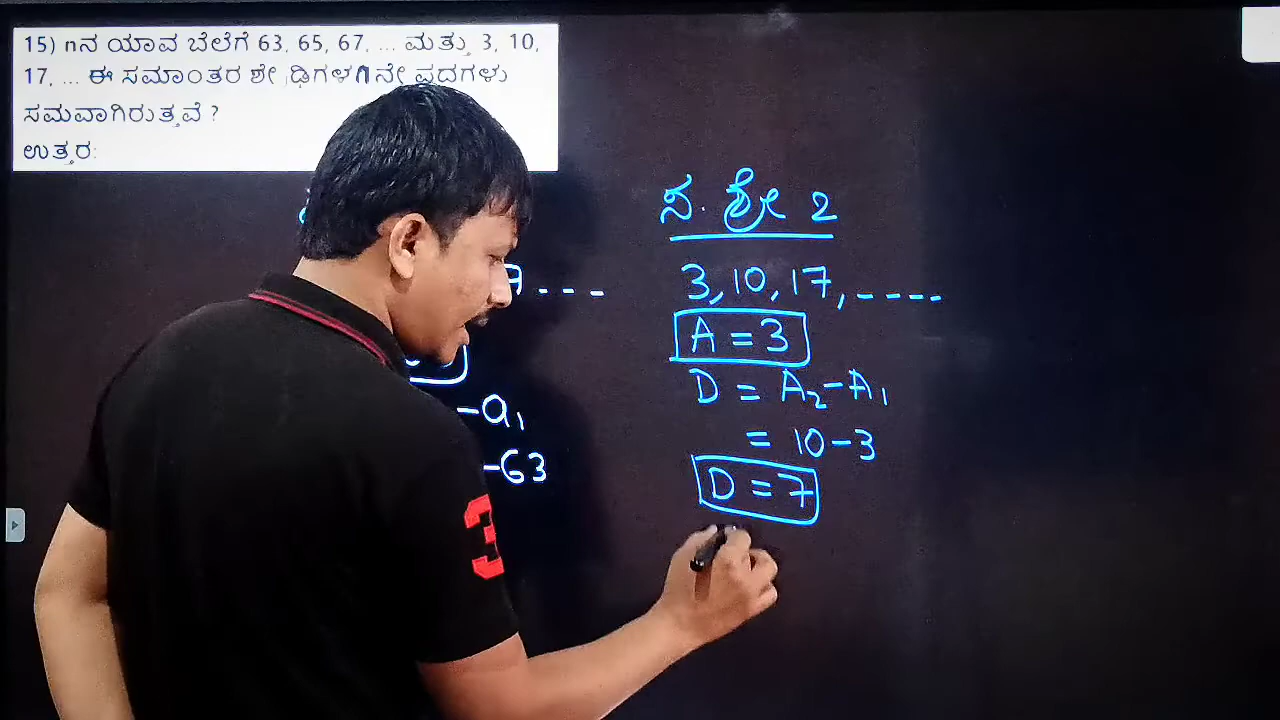 15) nನ ಯಾವ ಬೆಲೆಗೆ 63, 65, 67, ... ಮತ್ತು 3, 10,
17, ... ಈ ಸಮಾಂತರ ಶ್ರೇಢಿಗಳ nನೇ ಪದಗಳು
ಸಮವಾಗಿರುತ್ತವೆ ?
ಉತ್ತರ:
ಸ. ಶ್ರೇ 2
3, 10, 17, ----
A = 3
D = A₂ - A₁
= 10 - 3
D = 7
- - -
- a₁
- 63
3